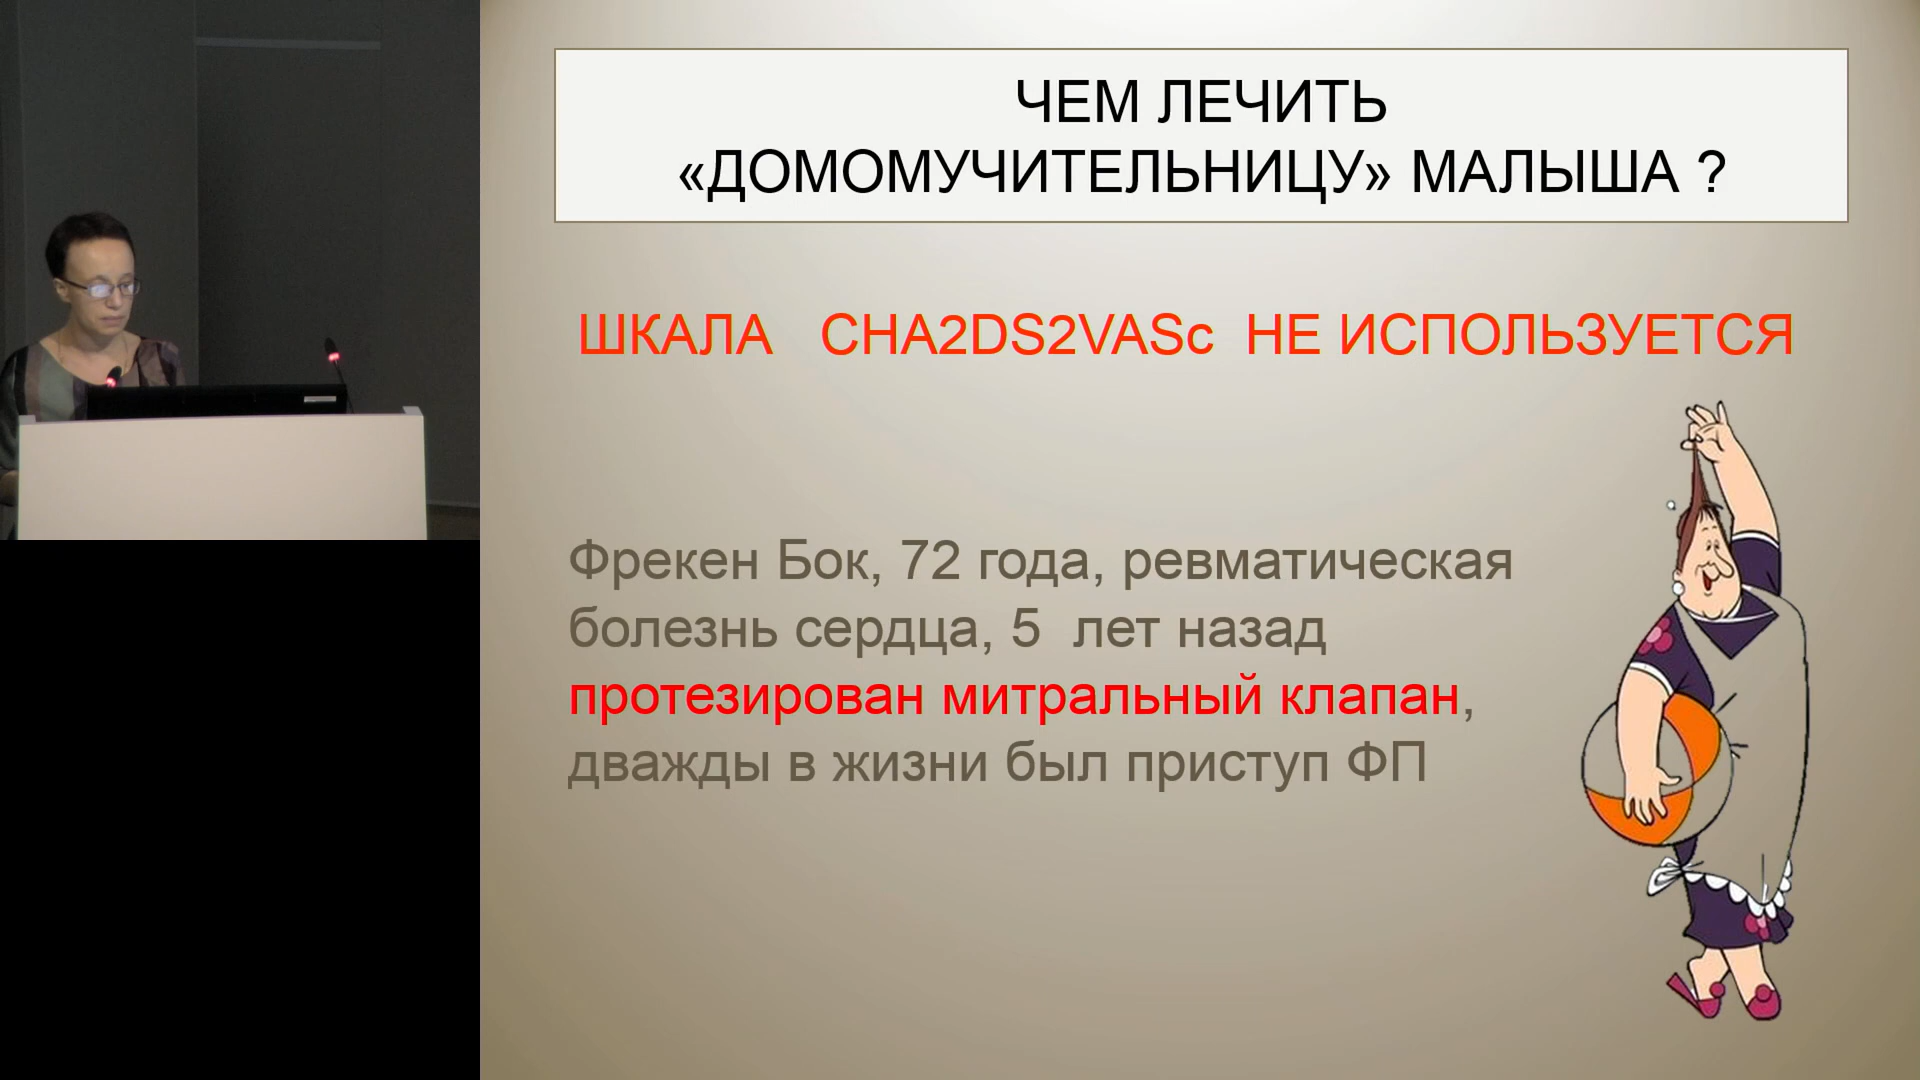 ЧЕМ ЛЕЧИТЬ
«ДОМОМУЧИТЕЛЬНИЦУ» МАЛЫША ?
ШКАЛА CHA2DS2VASc НЕ ИСПОЛЬЗУЕТСЯ
Фрекен Бок, 72 года, ревматическая
болезнь сердца, 5 лет назад
протезирован митральный клапан,
дважды в жизни был приступ ФП